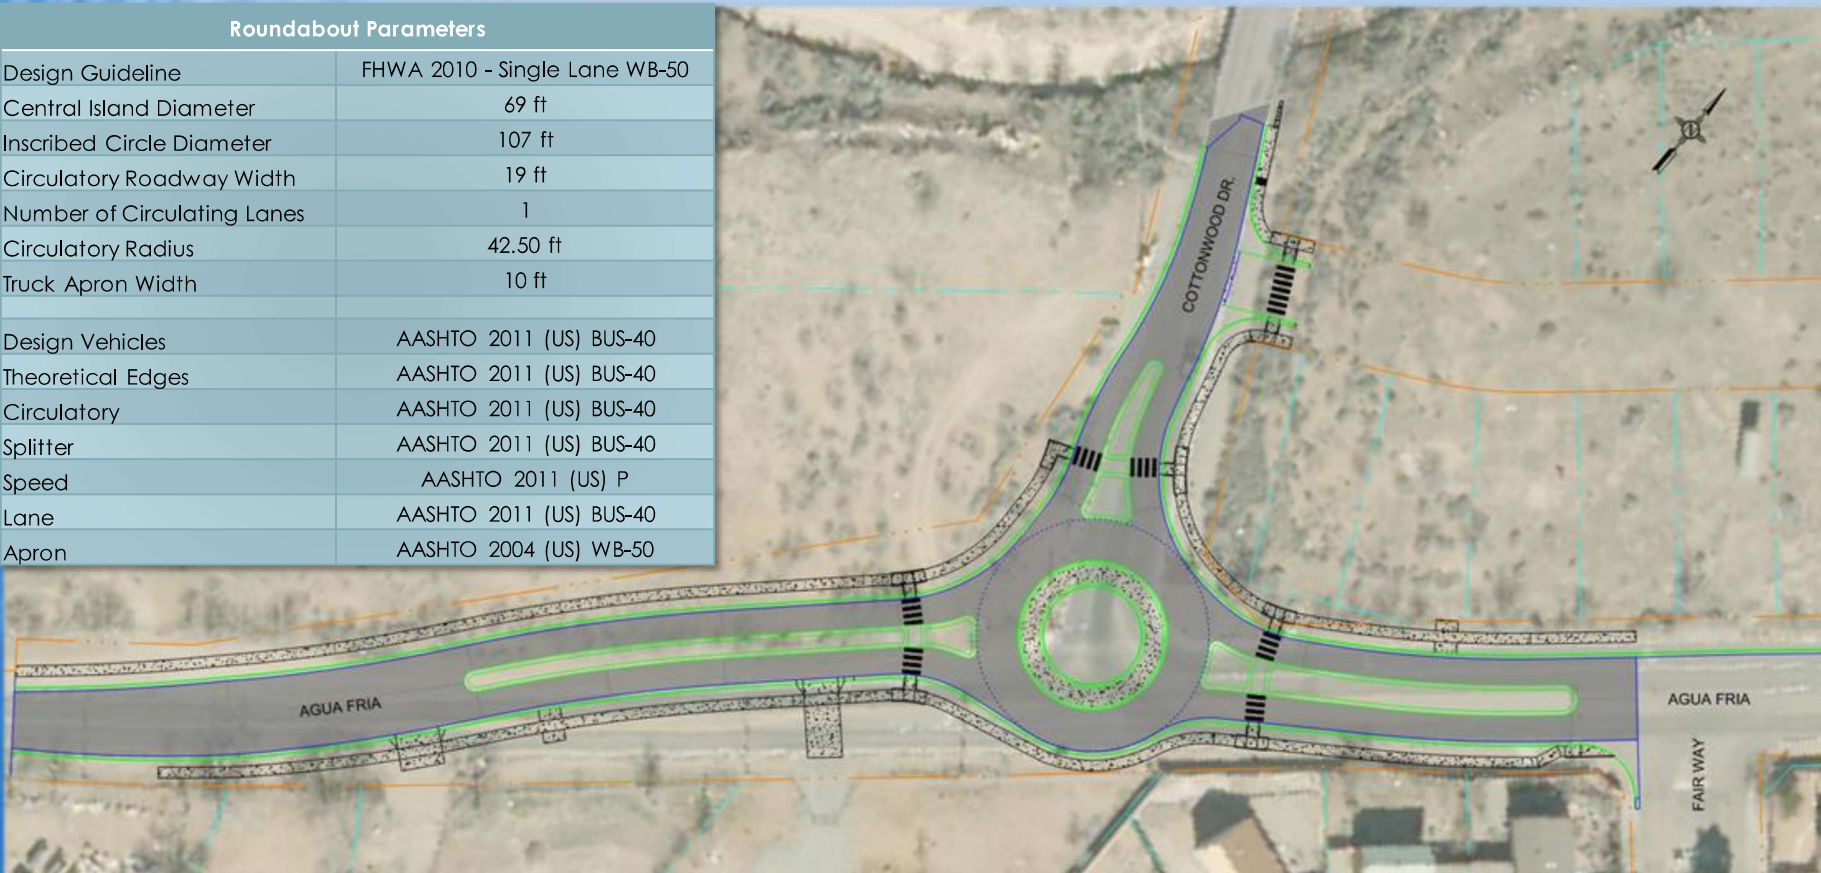 Roundabout Parameters
Design Guideline FHWA 2010 - Single Lane WB-50
Central Island Diameter 69 ft
Inscribed Circle Diameter 107 ft
Circulatory Roadway Width 19 ft
Number of Circulating Lanes 1
Circulatory Radius 42.50 ft
Truck Apron Width 10 ft
Design Vehicles AASHTO 2011 (US) BUS-40
Theoretical Edges AASHTO 2011 (US) BUS-40
Circulatory AASHTO 2011 (US) BUS-40
Splitter AASHTO 2011 (US) BUS-40
Speed AASHTO 2011 (US) P
Lane AASHTO 2011 (US) BUS-40
Apron AASHTO 2004 (US) WB-50
COTTONWOOD DR.
AGUA FRIA
AGUA FRIA
FAIR WAY